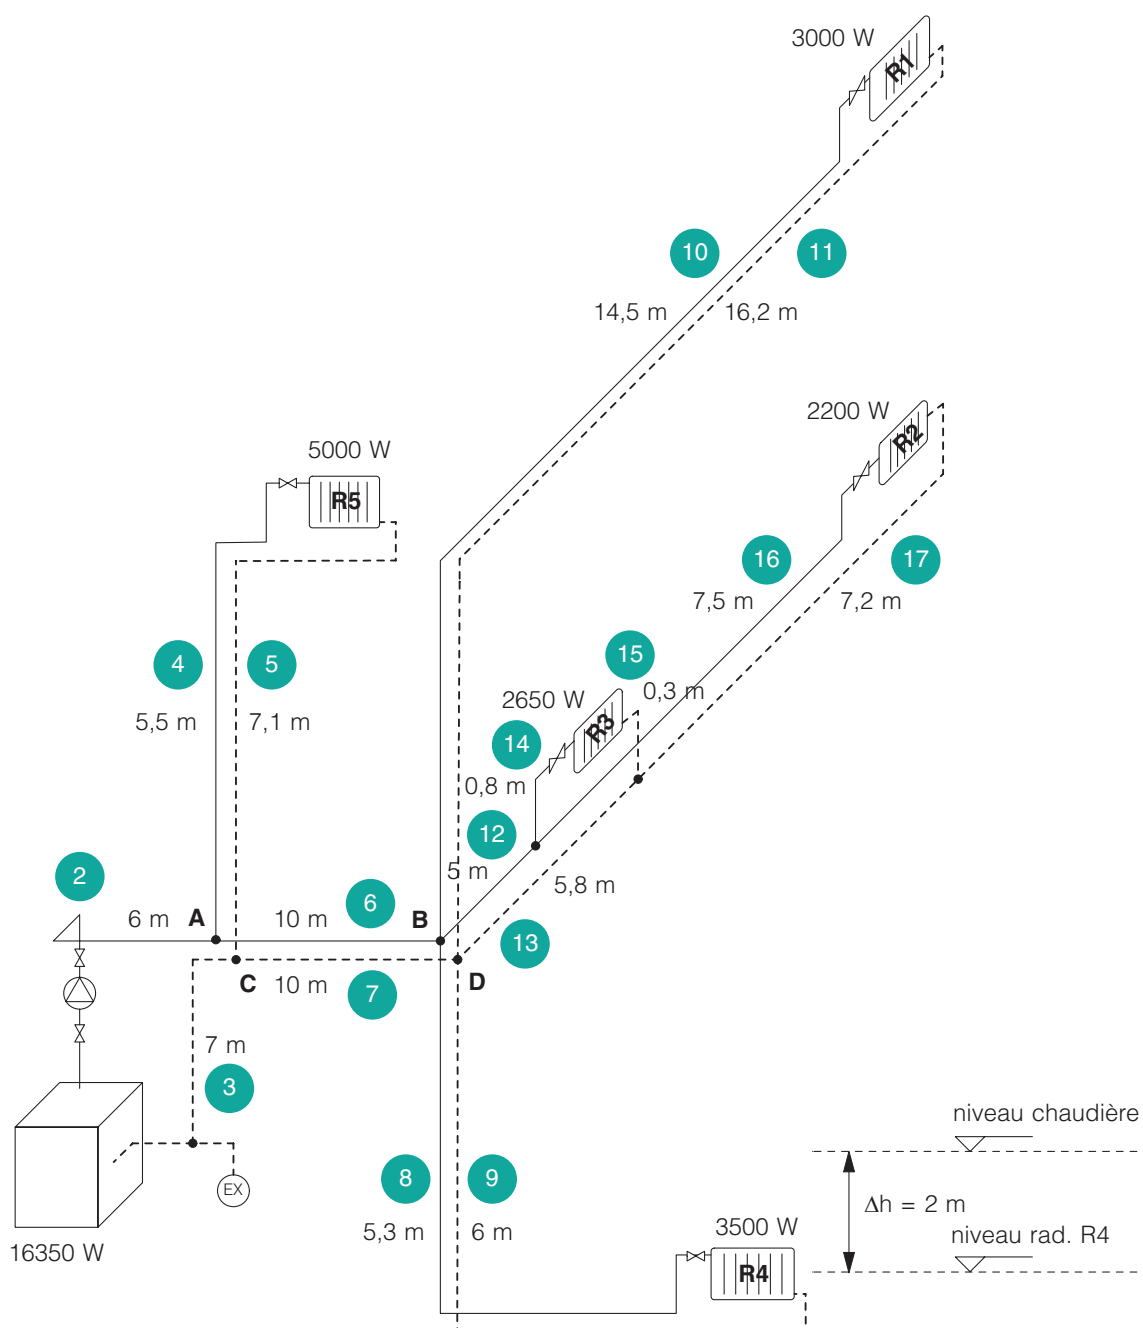 3000 W
R1
10
11
14,5 m
16,2 m
2200 W
R2
5000 W
R5
16
17
7,5 m
7,2 m
4
5
15
2650 W
0,3 m
R3
5,5 m
7,1 m
14
0,8 m
12
5 m
5,8 m
2
6 m
A
10 m
6
B
13
C
10 m
7
D
7 m
3
niveau chaudière
EX
8
9
Δh = 2 m
5,3 m
6 m
3500 W
niveau rad. R4
16350 W
R4